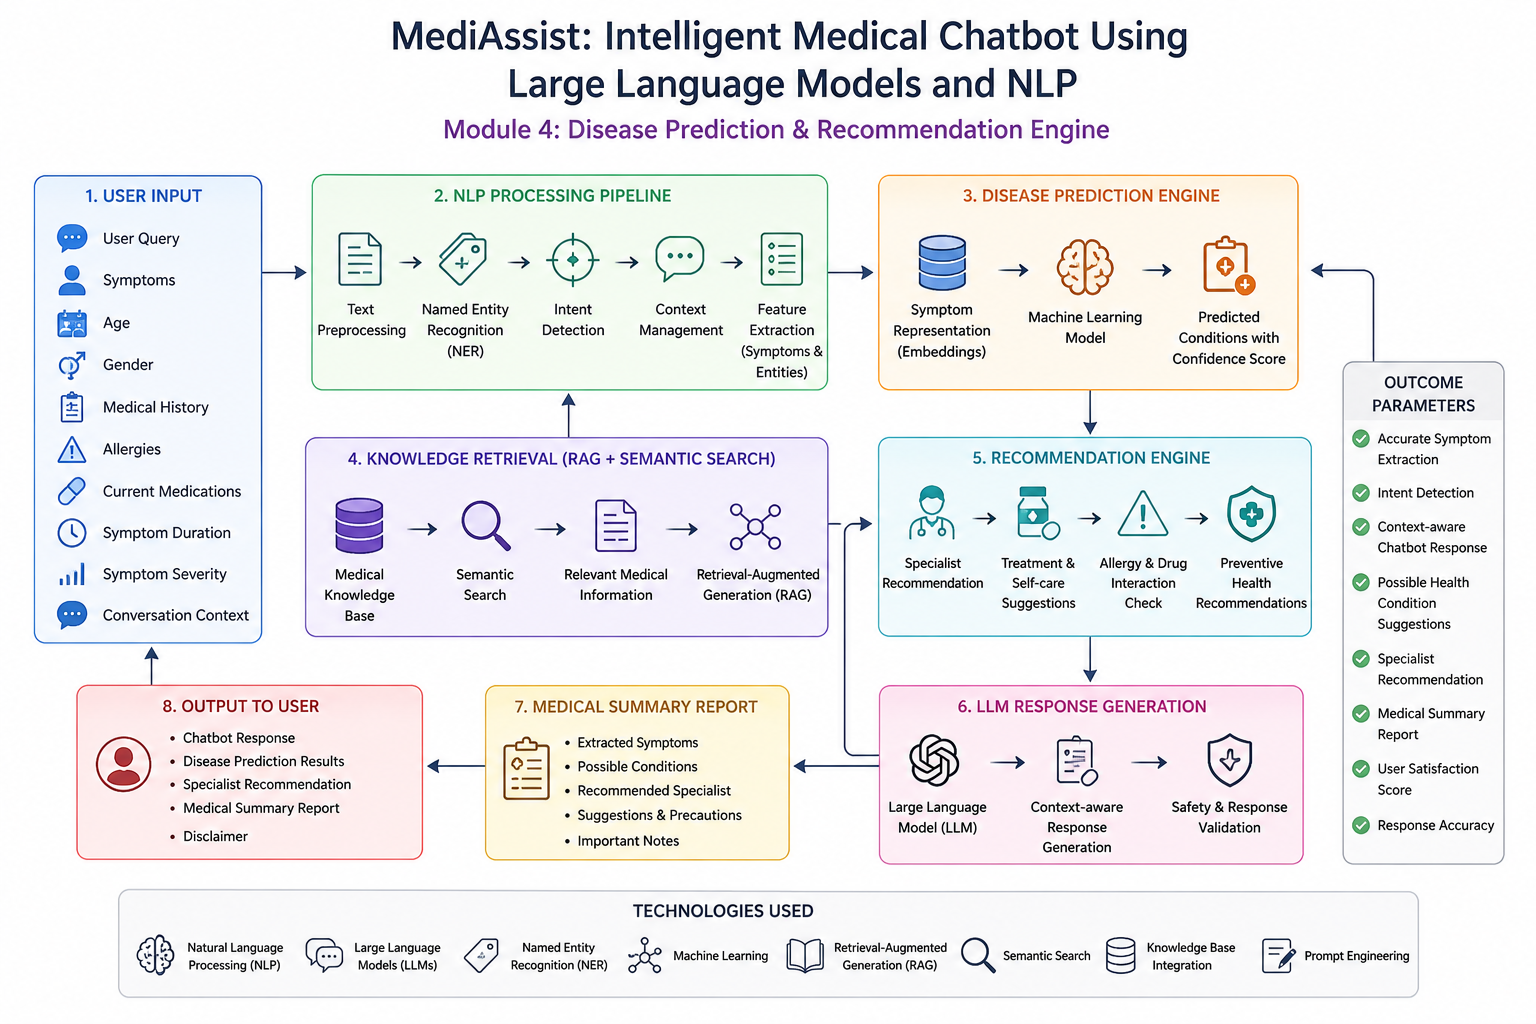 MediAssist: Intelligent Medical Chatbot Using
Large Language Models and NLP
Module 4: Disease Prediction & Recommendation Engine
1. USER INPUT
User Query
Symptoms
Age
Gender
Medical History
Allergies
Current Medications
Symptom Duration
Symptom Severity
Conversation Context
2. NLP PROCESSING PIPELINE
Text
Preprocessing
Named Entity
Recognition
(NER)
Intent
Detection
Context
Management
Feature
Extraction
(Symptoms &
Entities)
3. DISEASE PREDICTION ENGINE
Symptom
Representation
(Embeddings)
Machine Learning
Model
Predicted
Conditions with
Confidence Score
4. KNOWLEDGE RETRIEVAL (RAG + SEMANTIC SEARCH)
Medical
Knowledge
Base
Semantic
Search
Relevant Medical
Information
Retrieval-Augmented
Generation (RAG)
5. RECOMMENDATION ENGINE
Specialist
Recommendation
Treatment &
Self-care
Suggestions
Allergy & Drug
Interaction
Check
Preventive
Health
Recommendations
OUTCOME
PARAMETERS
Accurate Symptom
Extraction
Intent Detection
Context-aware
Chatbot Response
Possible Health
Condition
Suggestions
Specialist
Recommendation
Medical Summary
Report
User Satisfaction
Score
Response Accuracy
6. LLM RESPONSE GENERATION
Large Language
Model (LLM)
Context-aware
Response
Generation
Safety & Response
Validation
7. MEDICAL SUMMARY REPORT
• Extracted Symptoms
• Possible Conditions
• Recommended Specialist
• Suggestions & Precautions
• Important Notes
8. OUTPUT TO USER
• Chatbot Response
• Disease Prediction Results
• Specialist Recommendation
• Medical Summary Report
• Disclaimer
TECHNOLOGIES USED
Natural Language
Processing (NLP)
Large Language
Models (LLMs)
Named Entity
Recognition (NER)
Machine Learning
Retrieval-Augmented
Generation (RAG)
Semantic Search
Knowledge Base
Integration
Prompt Engineering